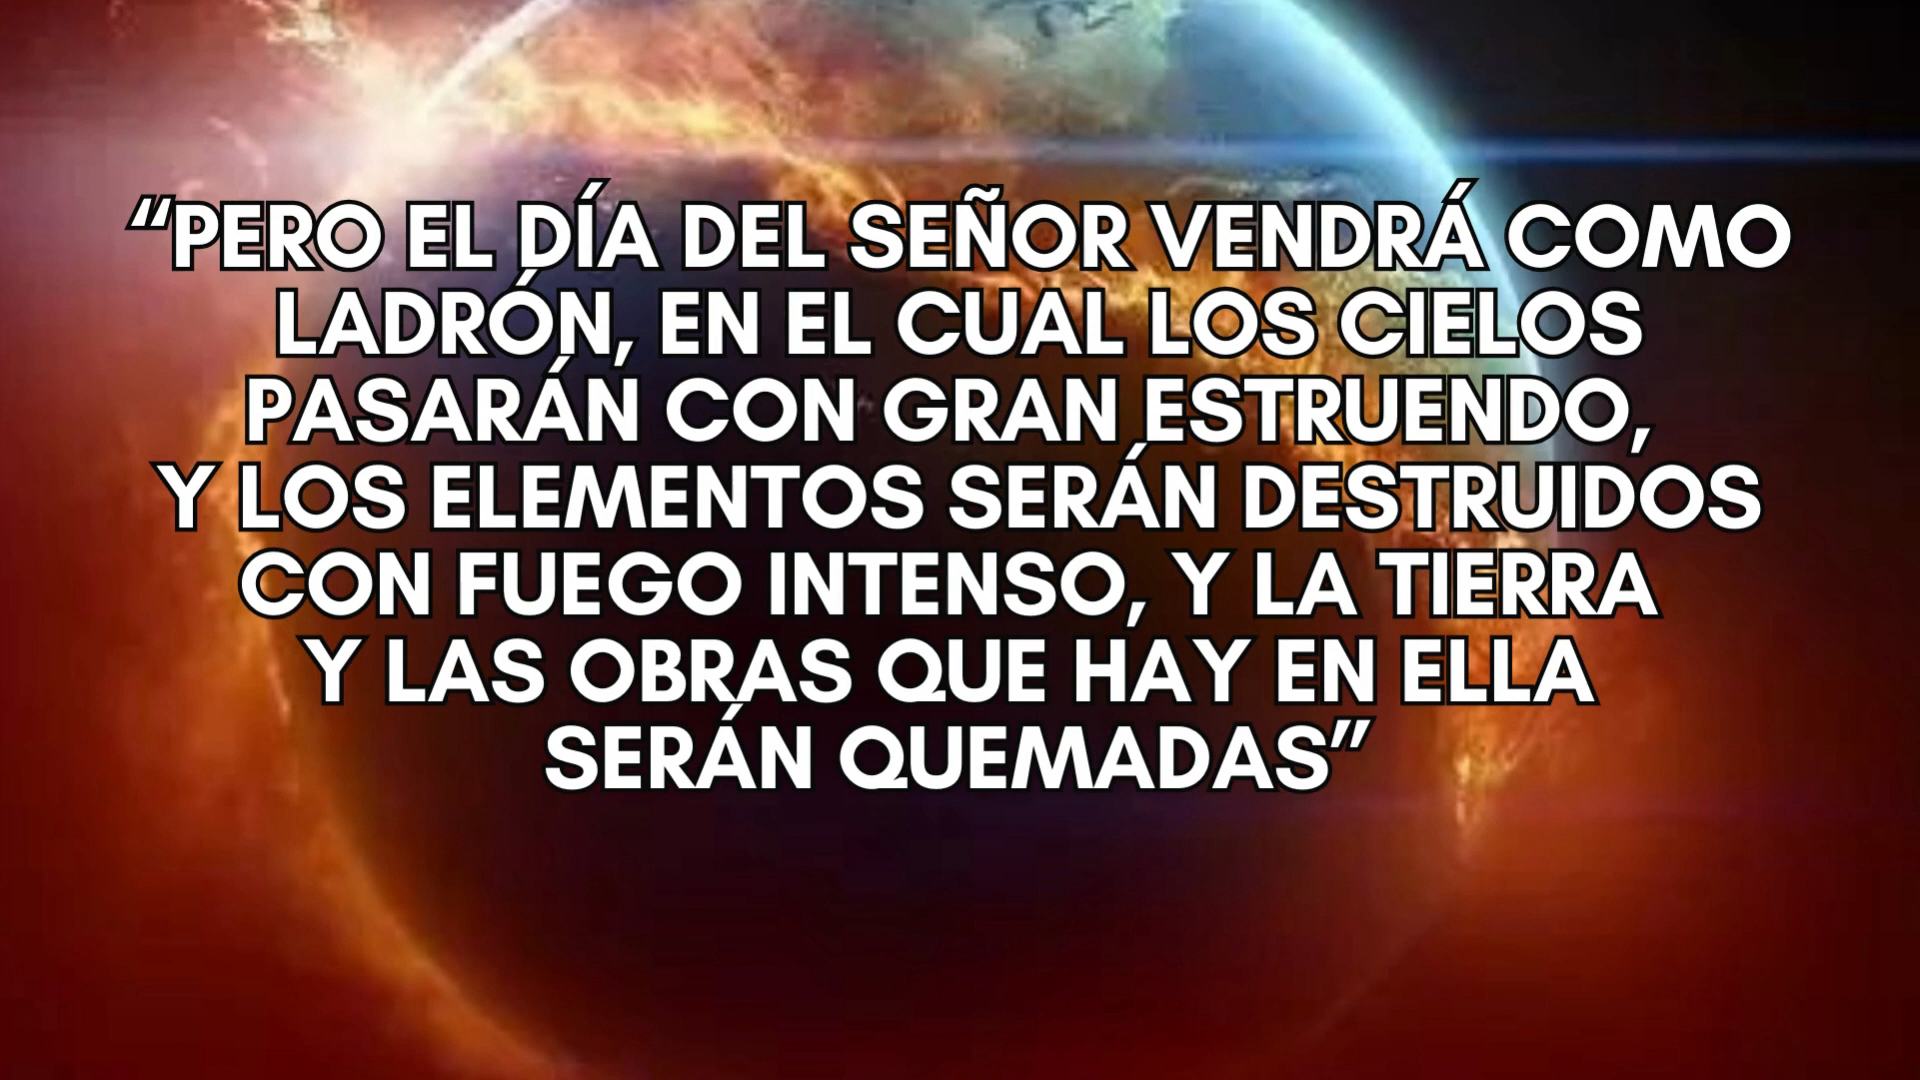 “PERO EL DÍA DEL SEÑOR VENDRÁ COMO
LADRÓN, EN EL CUAL LOS CIELOS
PASARÁN CON GRAN ESTRUENDO,
Y LOS ELEMENTOS SERÁN DESTRUIDOS
CON FUEGO INTENSO, Y LA TIERRA
Y LAS OBRAS QUE HAY EN ELLA
SERÁN QUEMADAS”